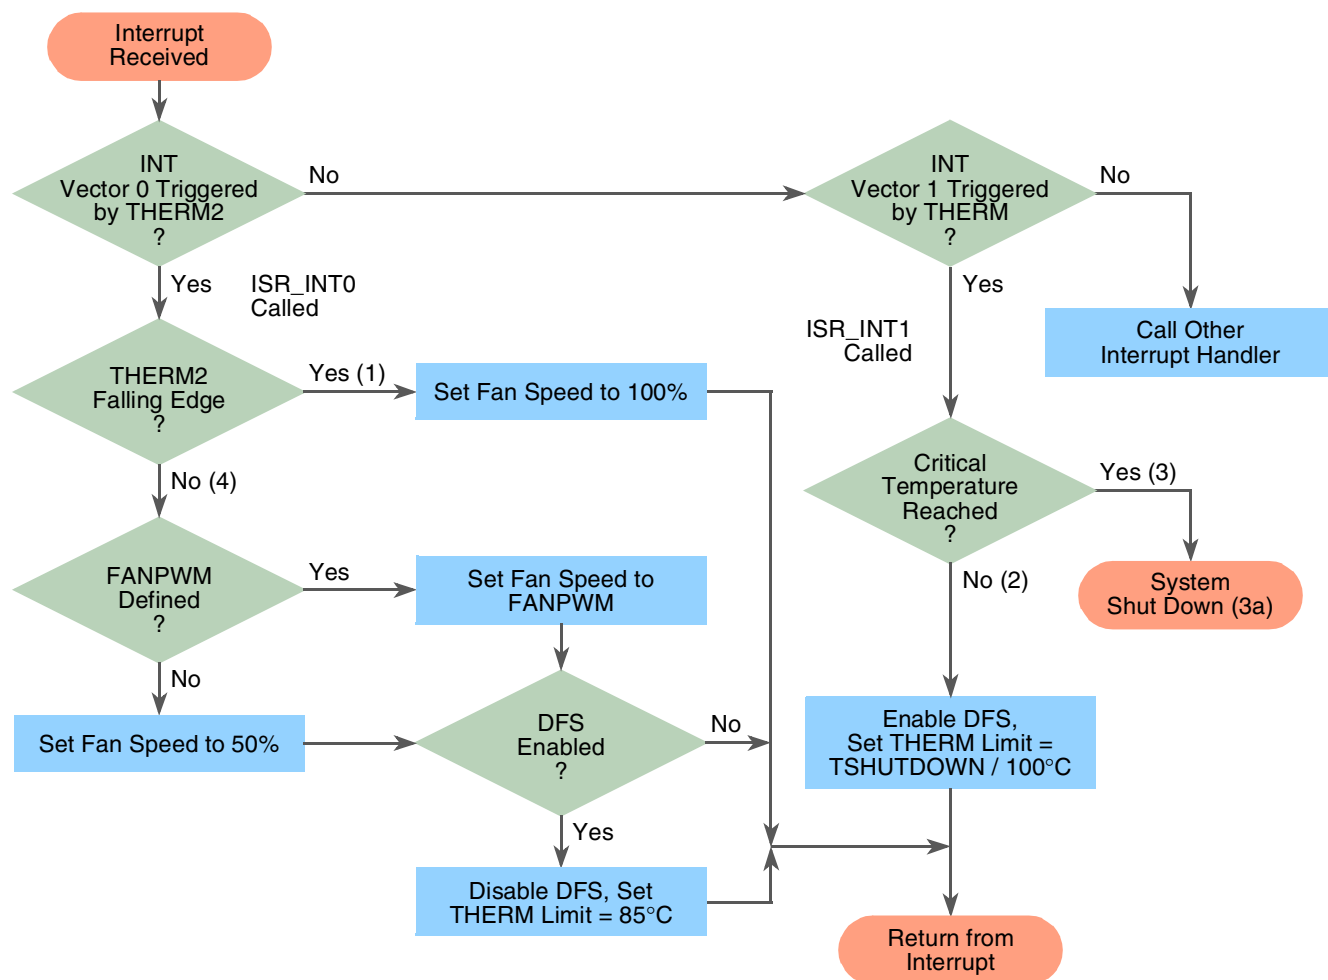 Interrupt
Received
INT
Vector 0 Triggered
by THERM2
?
No
INT
Vector 1 Triggered
by THERM
?
No
Yes
ISR_INT0
Called
Yes
ISR_INT1
Called
Call Other
Interrupt Handler
THERM2
Falling Edge
?
Yes (1)
Set Fan Speed to 100%
No (4)
Critical
Temperature
Reached
?
Yes (3)
FANPWM
Defined
?
Yes
Set Fan Speed to
FANPWM
No (2)
System
Shut Down (3a)
No
Set Fan Speed to 50%
DFS
Enabled
?
No
Enable DFS,
Set THERM Limit =
TSHUTDOWN / 100°C
Yes
Disable DFS, Set
THERM Limit = 85°C
Return from
Interrupt